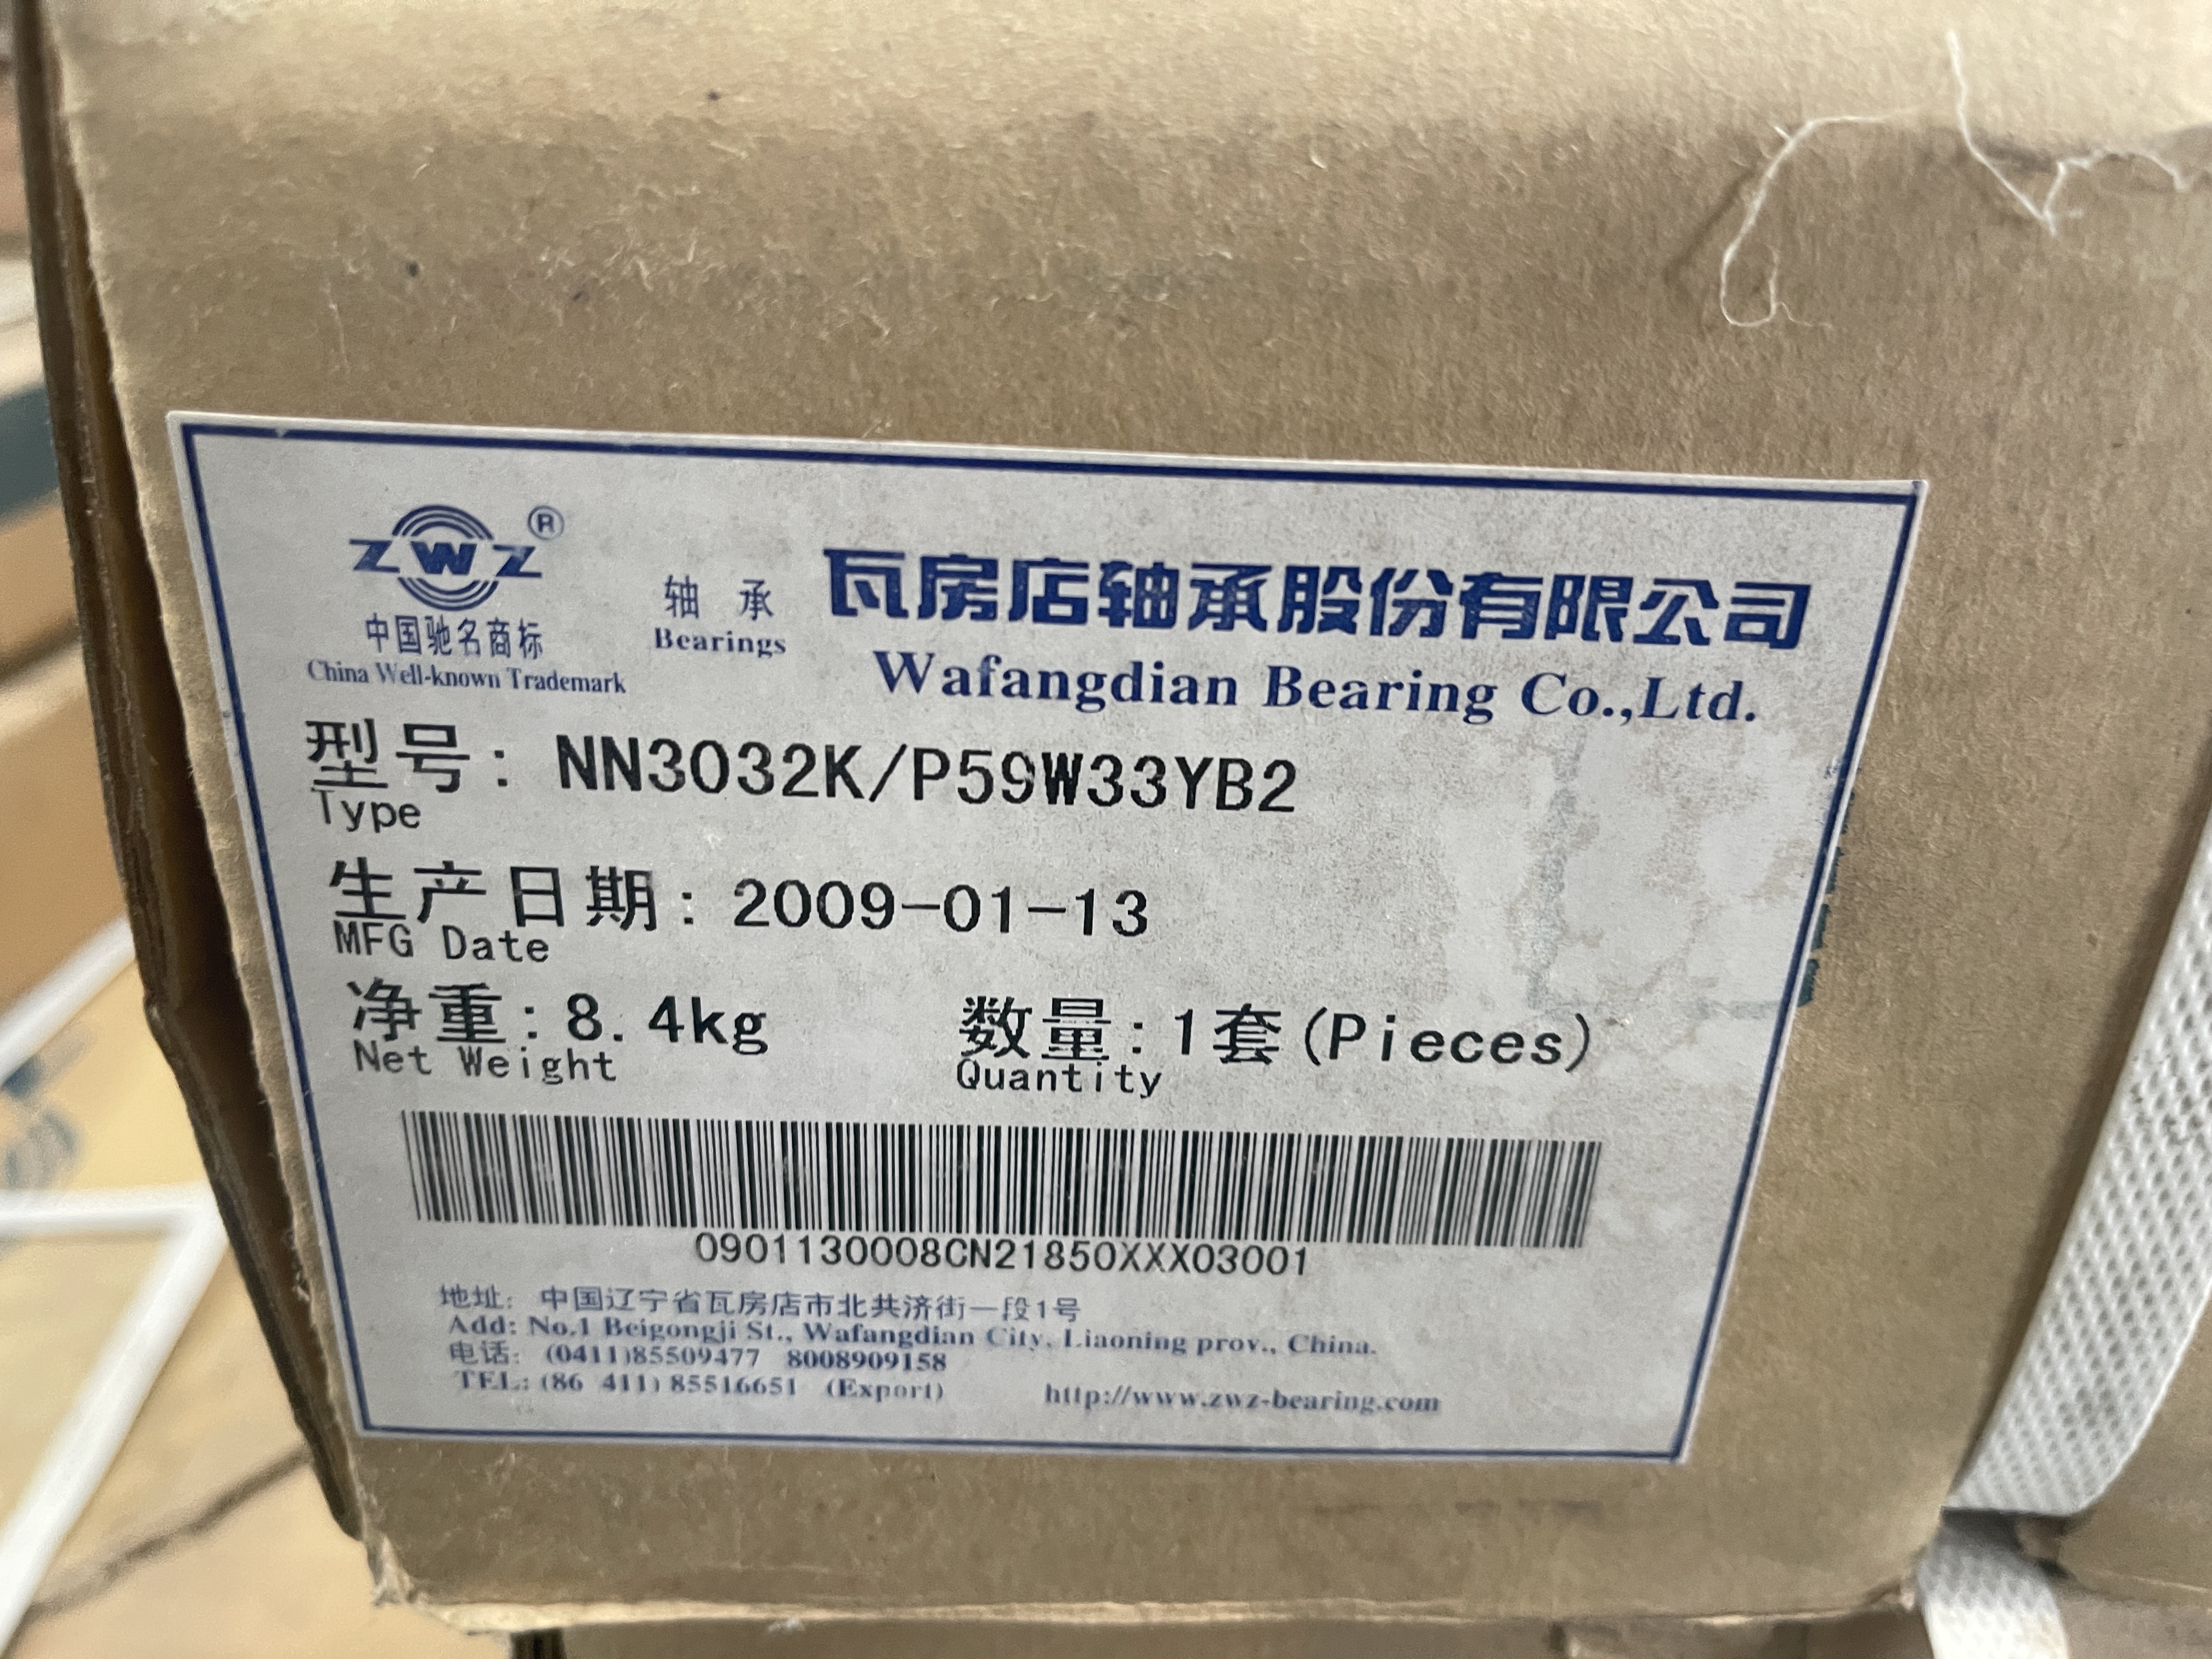 ZWZ®
中国驰名商标
China Well-known Trademark
轴承
Bearings
瓦房店轴承股份有限公司
Wafangdian Bearing Co.,Ltd.
型号: NN3032K/P59W33YB2
Type
生产日期: 2009-01-13
MFG Date
净重:8.4kg 数量:1套(Pieces)
Net Weight Quantity
0901130008CN21850XXX03001
地址: 中国辽宁省瓦房店市北共济街一段1号
Add: No.1 Beigongji St., Wafangdian City, Liaoning prov., China.
电话: (0411)85509477 8008909158
TEL: (86 411) 85516651 (Export) http://www.zwz-bearing.com